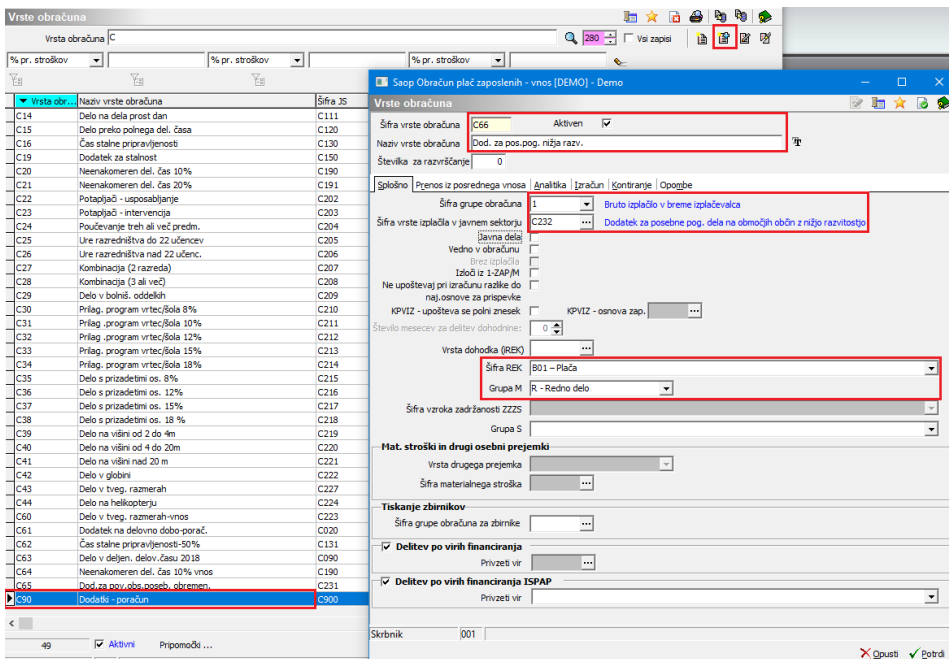 Vrste obračuna
Vrsta obračuna C
280
Vsi zapisi
% pr. stroškov
% pr. stroškov
% pr. stroškov
Vrsta obr... Naziv vrste obračuna Šifra JS
C14 Delo na dela prost dan C111
C15 Delo preko polnega del. časa C120
C16 Čas stalne pripravljenosti C130
C19 Dodatek za stalnost C150
C20 Neenakomeren del. čas 10% C190
C21 Neenakomeren del. čas 20% C191
C22 Potapljači - usposabljanje C202
C23 Potapljači - intervencija C203
C24 Poučevanje treh ali več predm. C204
C25 Ure razredništva do 22 učencev C205
C26 Ure razredništva nad 22 učenc. C206
C27 Kombinacija (2 razreda) C207
C28 Kombinacija (3 ali več) C208
C29 Delo v bolniš. oddelkih C209
C30 Prilag. program vrtec/šola 8% C210
C31 Prilag .program vrtec/šola 10% C211
C32 Prilag .program vrtec/šola 12% C212
C33 Prilag. program vrtec/šola 15% C213
C34 Prilag. program vrtec/šola 18% C214
C35 Delo s prizadetimi os. 8% C215
C36 Delo s prizadetimi os. 12% C216
C37 Delo s prizadetimi os. 15% C217
C38 Delo s prizadetimi os. 18 % C218
C39 Delo na višini od 2 do 4m C219
C40 Delo na višini od 4 do 20m C220
C41 Delo na višini nad 20 m C221
C42 Delo v globini C222
C43 Delo v tveg. razmerah C227
C44 Delo na helikopterju C224
C60 Delo v tveg. razmerah-vnos C223
C61 Dodatek na delovno dobo-porač. C020
C62 Čas stalne pripravljenosti-50% C131
C63 Delo v deljen. delov.času 2018 C090
C64 Neenakomeren del. čas 10% vnos C190
C65 Dod.za pov.obs.poseb. obremen. C231
C90 Dodatki - poračun C900
49 Aktivni Pripomočki ...
Saop Obračun plač zaposlenih - vnos [DEMO] - Demo
Vrste obračuna
Šifra vrste obračuna C66 Aktiven
Naziv vrste obračuna Dod. za pos.pog. nižja razv.
Številka za razvrščanje 0
Splošno Prenos iz posrednega vnosa Analitika Izračun Kontiranje Opombe
Šifra grupe obračuna 1 Bruto izplačilo v breme izplačevalca
Šifra vrste izplačila v javnem sektorju C232 Dodatek za posebne pog. dela na območjih občin z nižjo razvitostjo
Javna dela
Vedno v obračunu
Brez izplačila
Izloči iz 1-ZAP/M
Ne upoštevaj pri izračunu razlike do
naj.osnove za prispevke
KPVIZ - upošteva se polni znesek KPVIZ - osnova zap. ...
Število mesecev za delitev dohodnine: 0
Vrsta dohodka (iREK) ...
Šifra REK B01 – Plača
Grupa M R - Redno delo
Šifra vzroka zadržanosti ZZZS
Grupa S
Mat. stroški in drugi osebni prejemki
Vrsta drugega prejemka
Šifra materialnega stroška ...
Tiskanje zbirnikov
Šifra grupe obračuna za zbirnike ...
Delitev po virih financiranja
Privzeti vir ...
Delitev po virih financiranja ISPAP
Privzeti vir
Skrbnik 001
Opusti Potrdi